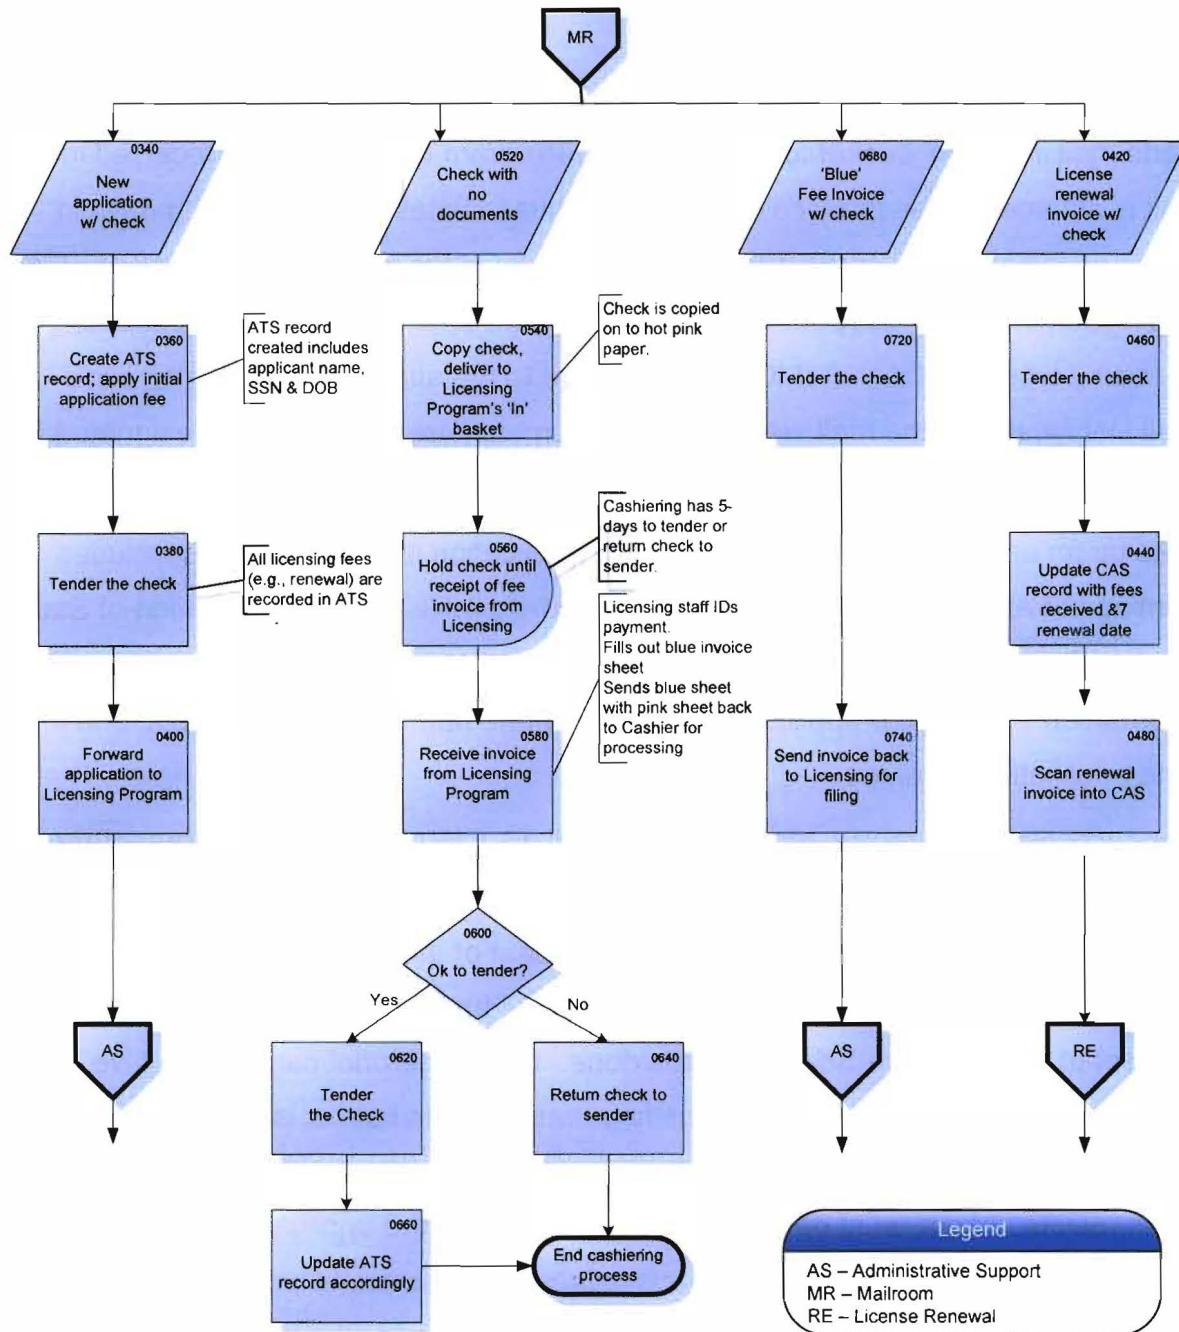 MR
0340
New
application
w/ check
0520
Check with
no
documents
0680
'Blue'
Fee Invoice
w/ check
0420
License
renewal
invoice w/
check
0360
Create ATS
record; apply initial
application fee
ATS record
created includes
applicant name,
SSN & DOB
0540
Copy check,
deliver to
Licensing
Program's 'In'
basket
Check is copied
on to hot pink
paper.
0720
Tender the check
0460
Tender the check
0380
Tender the check
All licensing fees
(e.g., renewal) are
recorded in ATS
0560
Hold check until
receipt of fee
invoice from
Licensing
Cashiering has 5-
days to tender or
return check to
sender.
0440
Update CAS
record with fees
received &7
renewal date
Licensing staff IDs
payment.
Fills out blue invoice
sheet
Sends blue sheet
with pink sheet back
to Cashier for
processing
0400
Forward
application to
Licensing Program
0580
Receive invoice
from Licensing
Program
0740
Send invoice back
to Licensing for
filing
0480
Scan renewal
invoice into CAS
0600
Ok to tender?
Yes
No
AS
0620
Tender
the Check
0640
Return check to
sender
AS
RE
0660
Update ATS
record accordingly
End cashiering
process
Legend
AS – Administrative Support
MR – Mailroom
RE – License Renewal